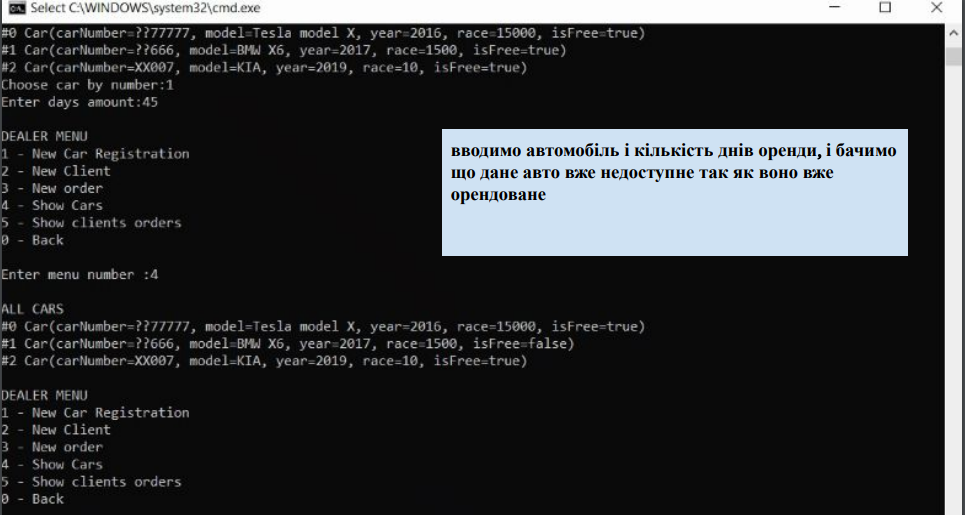 Select C:\WINDOWS\system32\cmd.exe
#0 Car(carNumber=??77777, model=Tesla model X, year=2016, race=15000, isFree=true)
#1 Car(carNumber=??666, model=BMW X6, year=2017, race=1500, isFree=true)
#2 Car(carNumber=XX007, model=KIA, year=2019, race=10, isFree=true)
Choose car by number:1
Enter days amount:45
DEALER MENU
1 - New Car Registration
2 - New Client
3 - New order
4 - Show Cars
5 - Show clients orders
0 - Back
вводимо автомобіль і кількість днів оренди, і бачимо
що дане авто вже недоступне так як воно вже
орендоване
Enter menu number :4
ALL CARS
#0 Car(carNumber=??77777, model=Tesla model X, year=2016, race=15000, isFree=true)
#1 Car(carNumber=??666, model=BMW X6, year=2017, race=1500, isFree=false)
#2 Car(carNumber=XX007, model=KIA, year=2019, race=10, isFree=true)
DEALER MENU
1 - New Car Registration
2 - New Client
3 - New order
4 - Show Cars
5 - Show clients orders
0 - Back